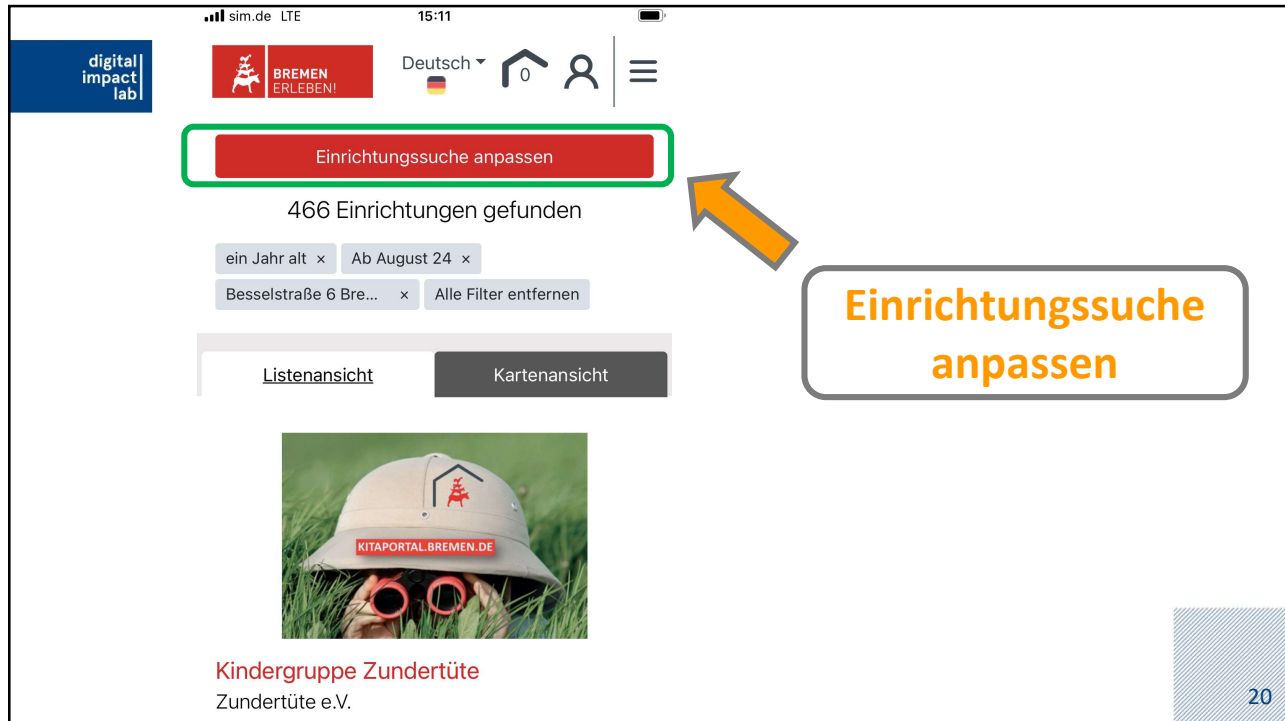 sim.de LTE
15:11
digital
impact
lab
BREMEN
ERLEBEN!
Deutsch
0
Einrichtungssuche anpassen
466 Einrichtungen gefunden
ein Jahr alt ×
Ab August 24 ×
Besselstraße 6 Bre... ×
Alle Filter entfernen
Listenansicht
Kartenansicht
KITAPORTAL.BREMEN.DE
Kindergruppe Zundertüte
Zundertüte e.V.
Einrichtungssuche
anpassen
20